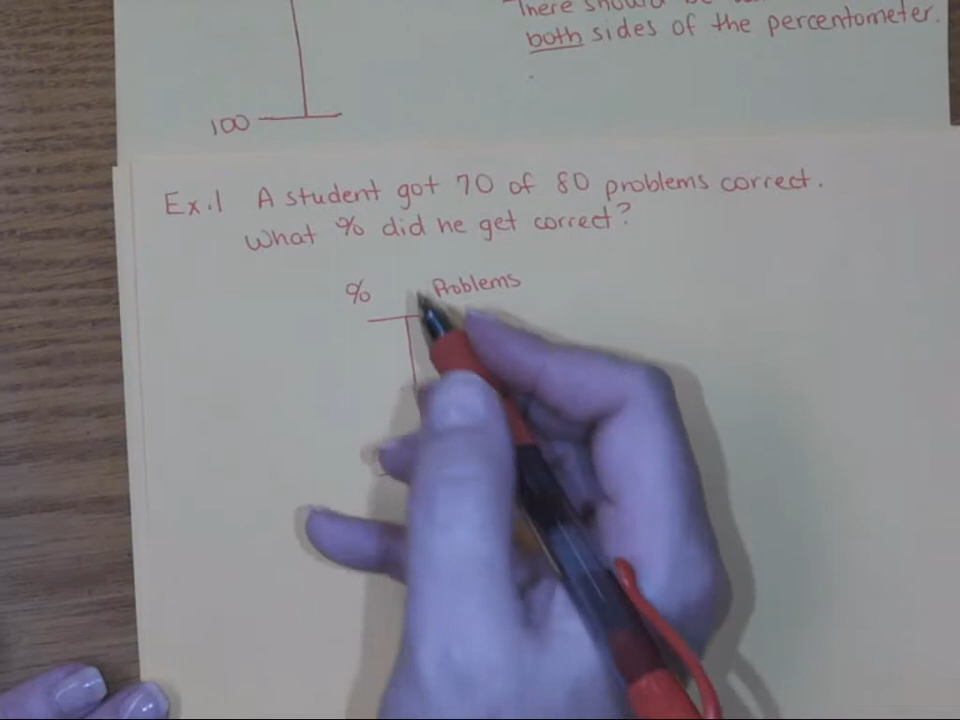 There should be
both sides of the percentometer.
100
Ex.1 A student got 70 of 80 problems correct.
What % did he get correct?
% Problems